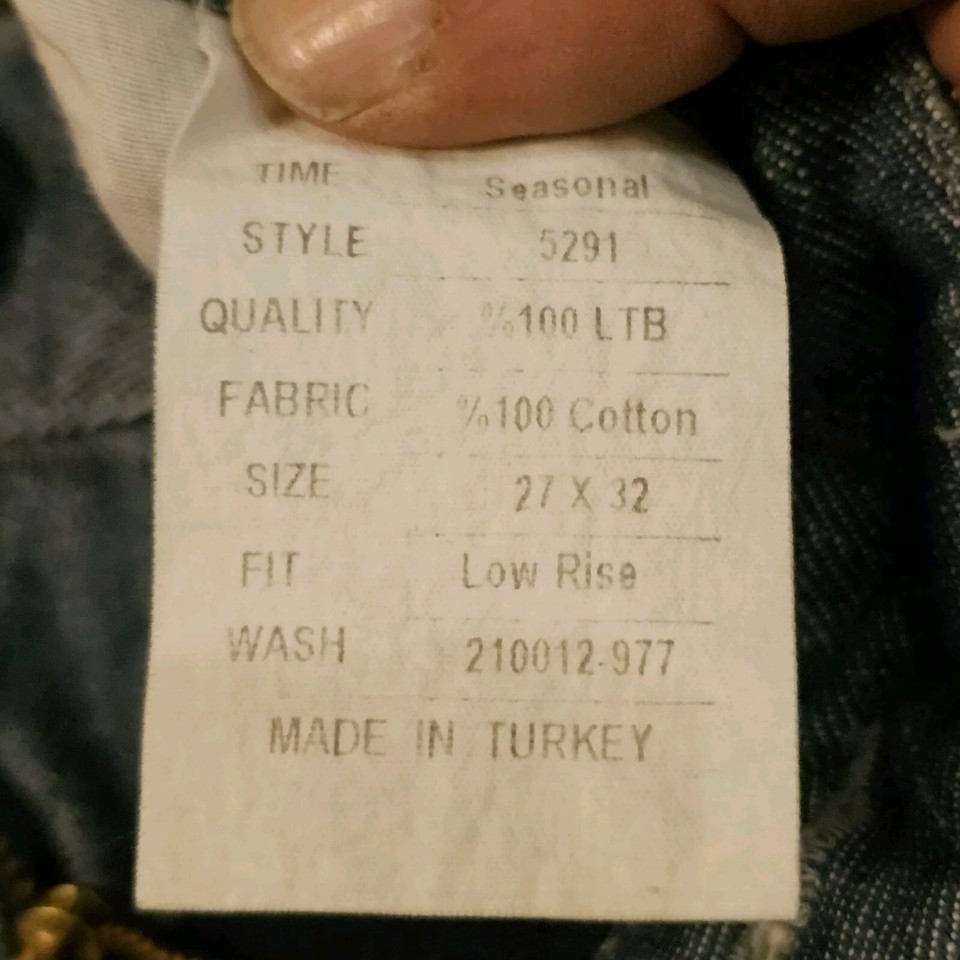 TIME Seasonal
STYLE 5291
QUALITY %100 LTB
FABRIC %100 Cotton
SIZE 27 X 32
FIT Low Rise
WASH 210012-977
MADE IN TURKEY